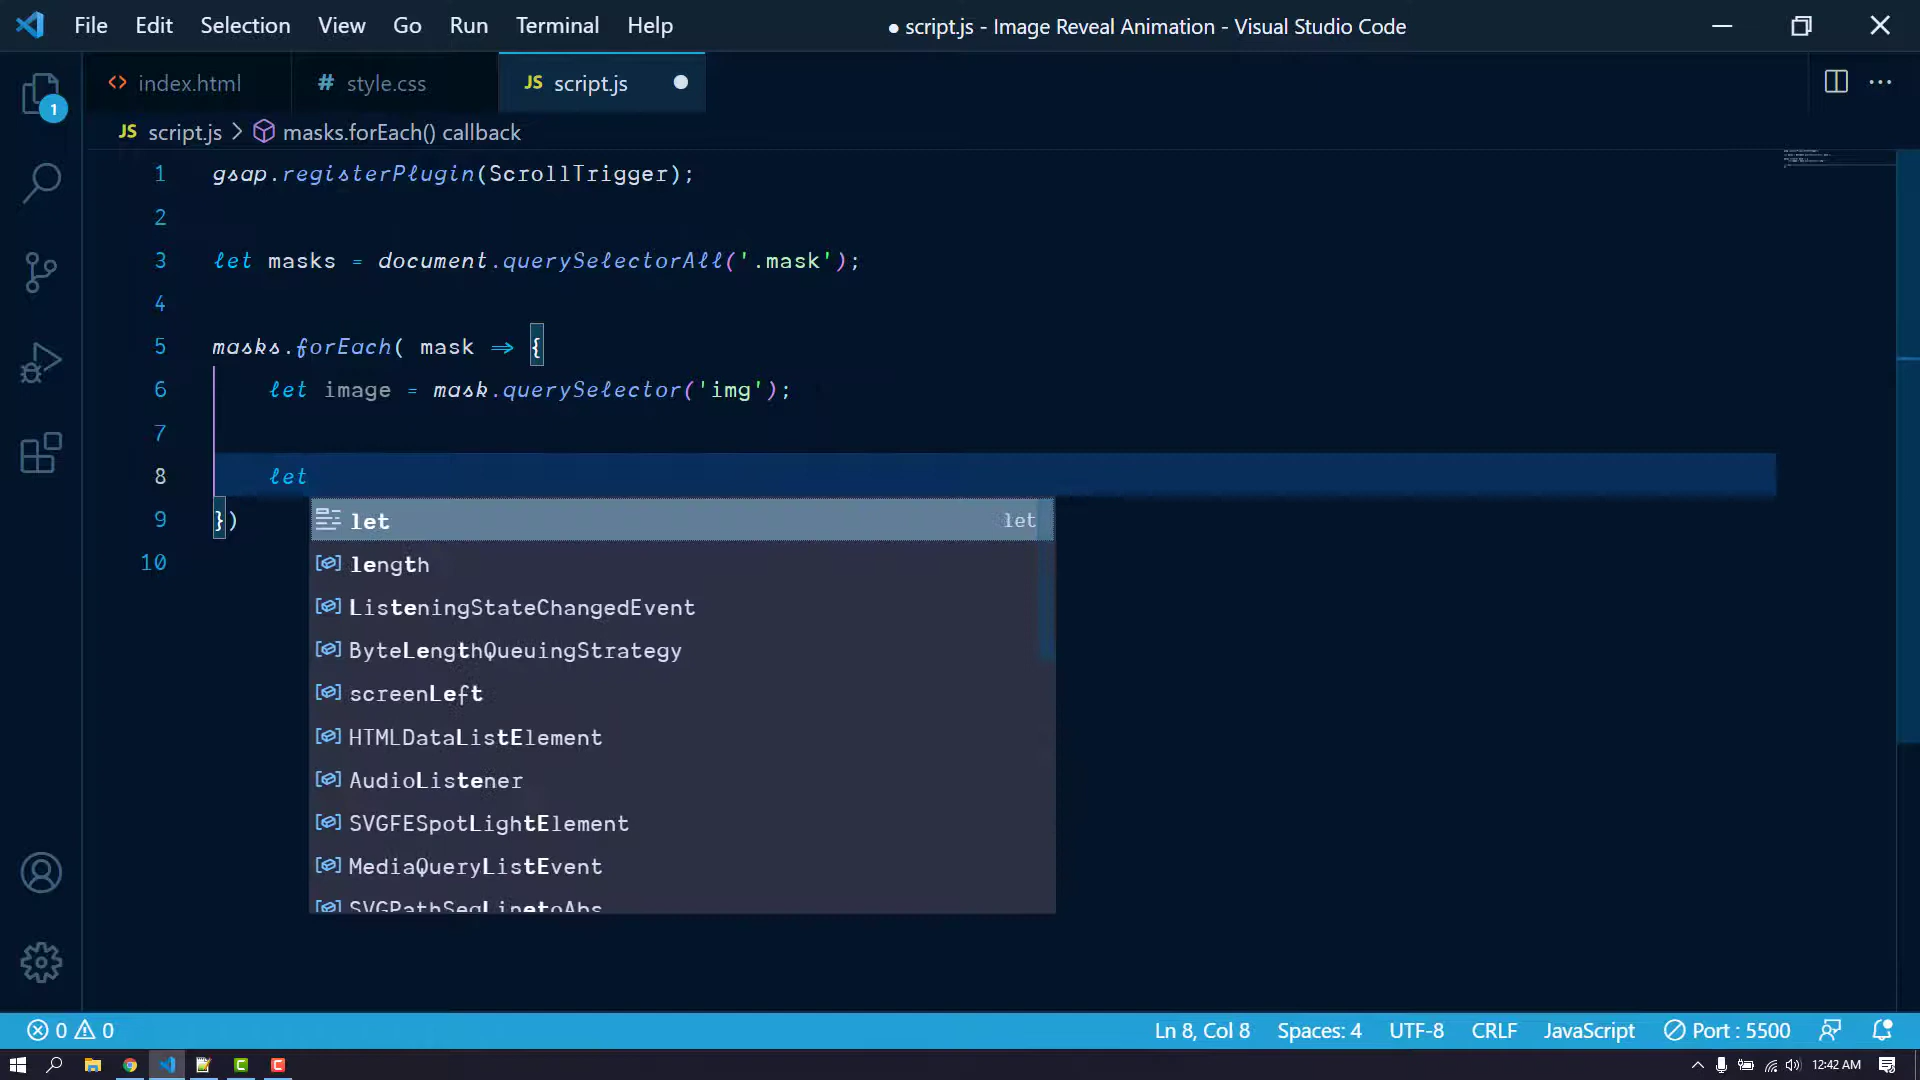 File Edit Selection View Go Run Terminal Help
● script.js - Image Reveal Animation - Visual Studio Code
1
<> index.html
# style.css
JS script.js ●
JS script.js > masks.forEach() callback
1 gsap.registerPlugin(ScrollTrigger);
2
3 let masks = document.querySelectorAll('.mask');
4
5 masks.forEach( mask => {
6 let image = mask.querySelector('img');
7
8 let
9 })
10
let let
length
ListeningStateChangedEvent
ByteLengthQueuingStrategy
screenLeft
HTMLDataListElement
AudioListener
SVGFESpotLightElement
MediaQueryListEvent
SVGPathSegLinetoAbs
0 0
Ln 8, Col 8 Spaces: 4 UTF-8 CRLF JavaScript Port : 5500
12:42 AM